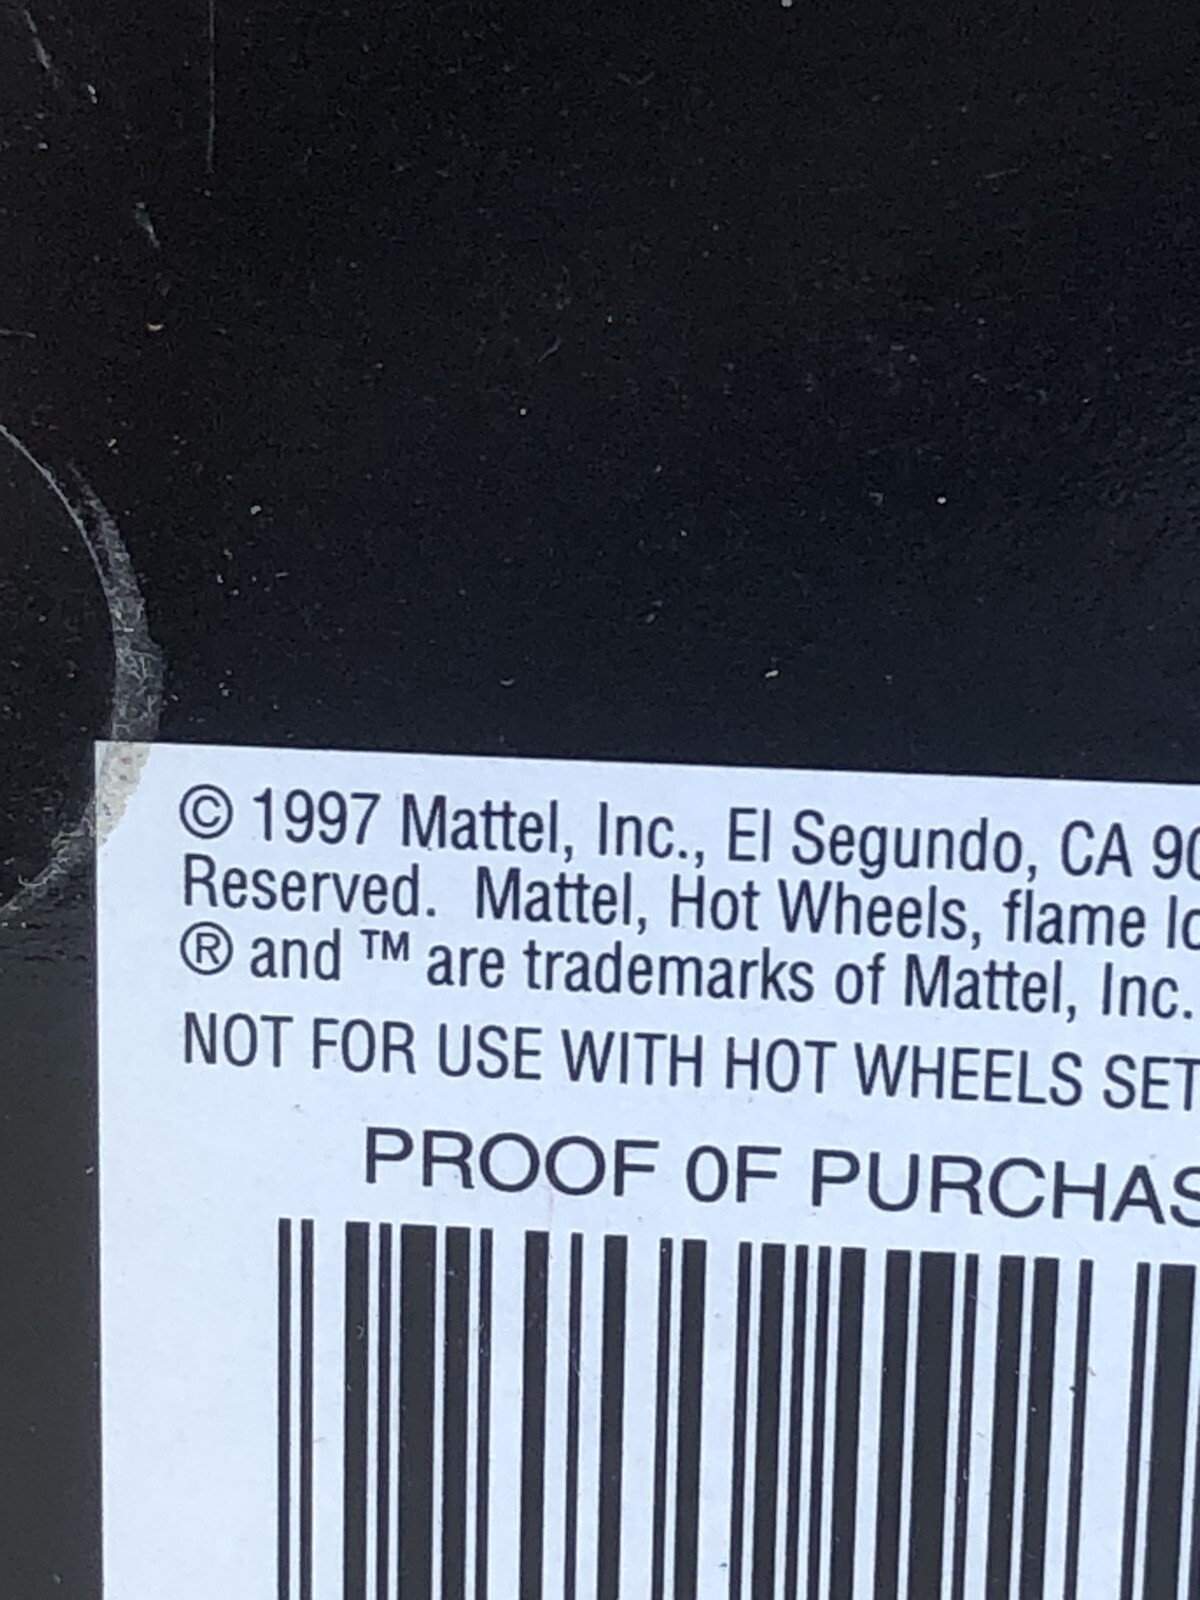 © 1997 Mattel, Inc., El Segundo, CA
Reserved. Mattel, Hot Wheels, flame
® and ™ are trademarks of Mattel, Inc.
NOT FOR USE WITH HOT WHEELS
PROOF OF